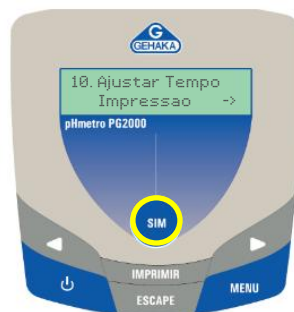 G
GEHAKA
10. Ajustar Tempo
Impressao ->
pHmetro PG2000
SIM
IMPRIMIR
ESCAPE
MENU